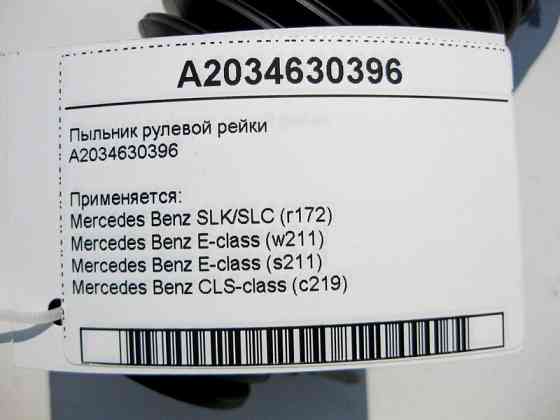 A2034630396
Пыльник рулевой рейки
A2034630396
Применяется:
Mercedes Benz SLK/SLC (r172)
Mercedes Benz E-class (w211)
Mercedes Benz E-class (s211)
Mercedes Benz CLS-class (c219)